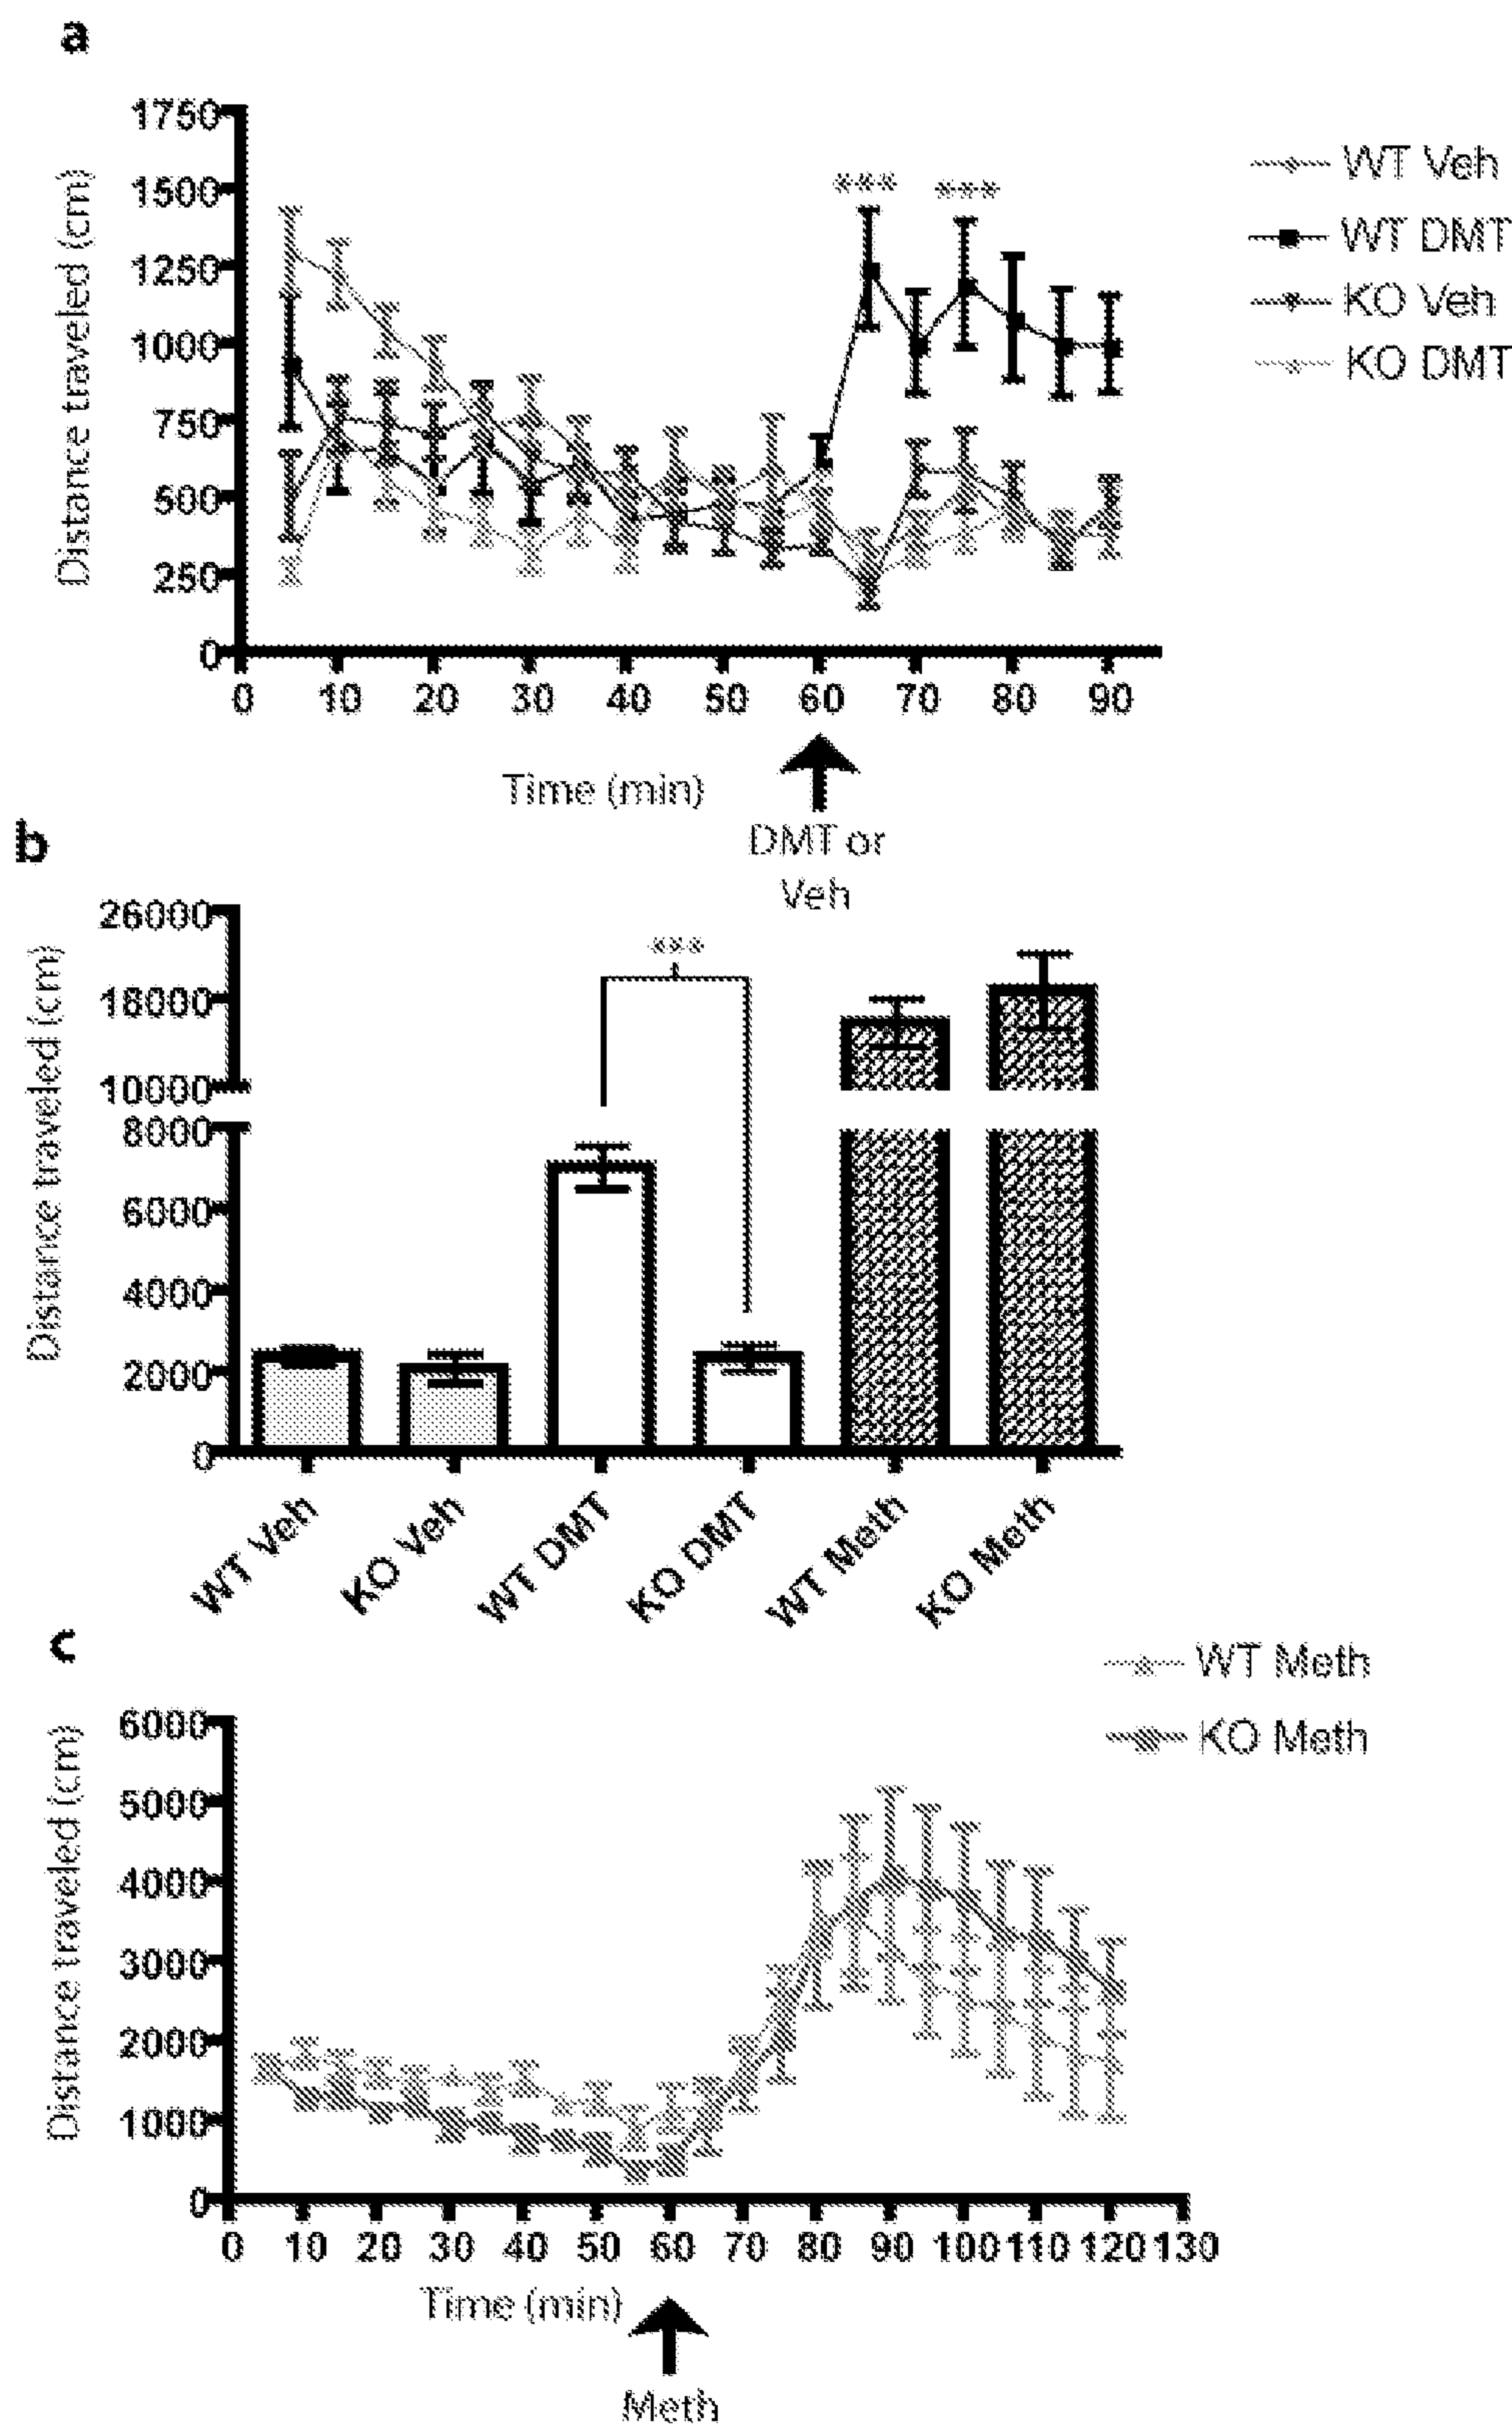 a
Distance traveled (cm)
1750
1500
1250
1000
750
500
250
0
0 10 20 30 40 50 60 70 80 90
Time (min)
DMT or
Veh
*** ***
WT Veh
WT DMT
KO Veh
KO DMT
b
Distance traveled (cm)
26000
18000
10000
8000
6000
4000
2000
0
***
WT Veh
KO Veh
WT DMT
KO DMT
WT Meth
KO Meth
c
WT Meth
KO Meth
Distance traveled (cm)
6000
5000
4000
3000
2000
1000
0
0 10 20 30 40 50 60 70 80 90 100 110 120 130
Time (min)
Meth